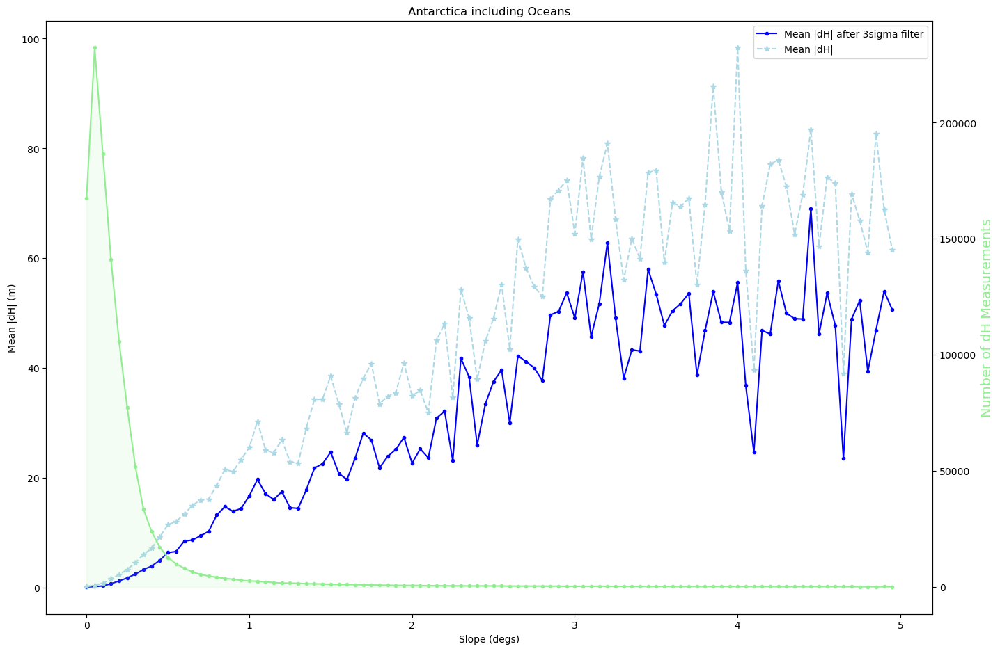 Antarctica including Oceans
Mean |dH| after 3sigma filter
Mean |dH|
100
80
60
40
20
0
Mean |dH| (m)
200000
150000
100000
50000
0
Number of dH Measurements
0 1 2 3 4 5
Slope (degs)